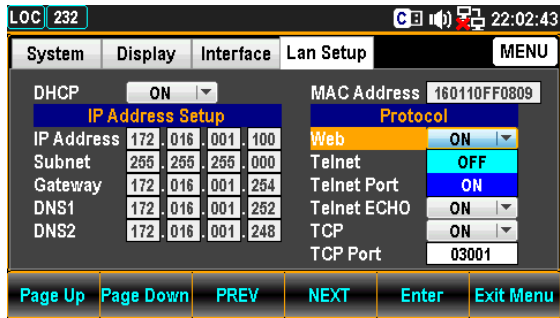 LOC 232 C 22:02:43
System Display Interface Lan Setup MENU
DHCP ON MAC Address 160110FF0809
IP Address Setup Protocol
IP Address 172 . 016 . 001 . 100 Web ON
Subnet 255 . 255 . 255 . 000 Telnet OFF
Gateway 172 . 016 . 001 . 254 Telnet Port ON
DNS1 172 . 016 . 001 . 252 Telnet ECHO ON
DNS2 172 . 016 . 001 . 248 TCP ON
TCP Port 03001
Page Up Page Down PREV NEXT Enter Exit Menu